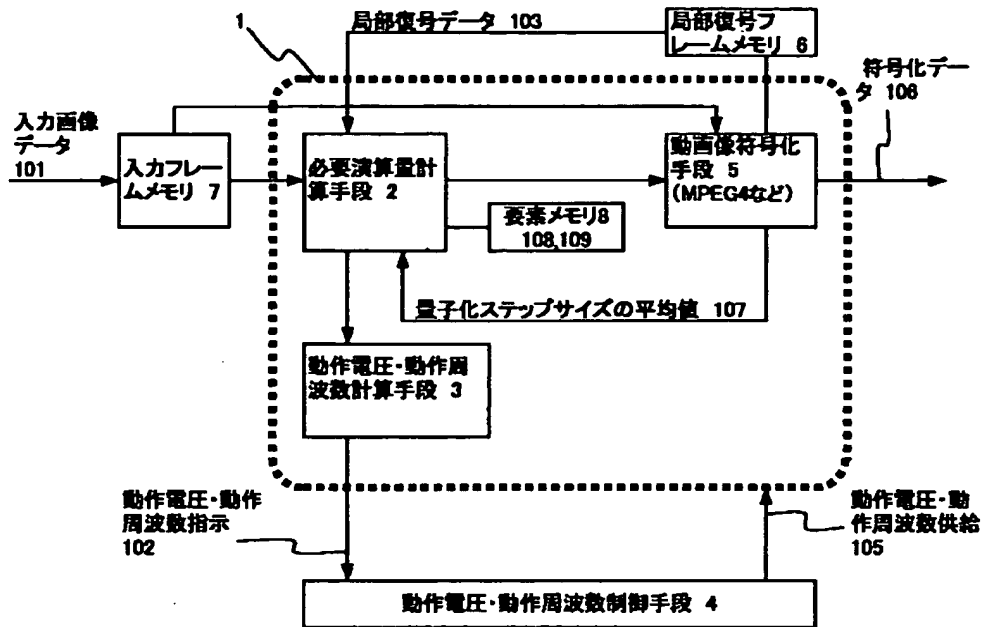 局部復号データ 103
局部復号フ
レームメモリ 6
1
符号化デー
タ 106
入力画像
データ
101
入力フレー
ムメモリ 7
必要演算量計
算手段 2
動画像符号化
手段 5
(MPEG4など)
要素メモリ8
108,109
量子化ステップサイズの平均値 107
動作電圧・動作周
波数計算手段 3
動作電圧・動作
周波数指示
102
動作電圧・動
作周波数供給
105
動作電圧・動作周波数制御手段 4